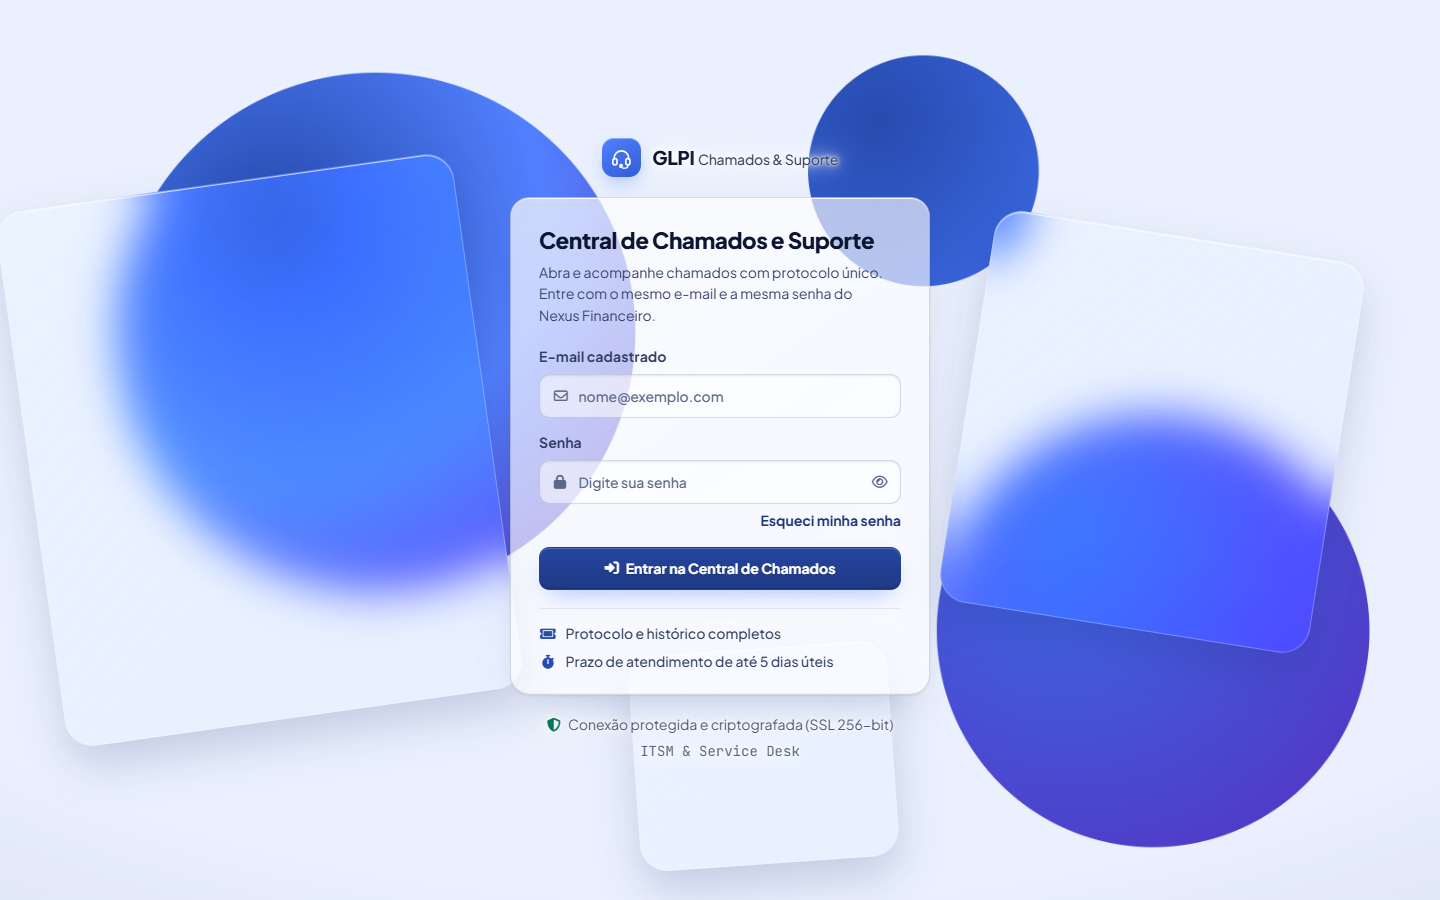 GLPI Chamados & Suporte
Central de Chamados e Suporte
Abra e acompanhe chamados com protocolo único.
Entre com o mesmo e-mail e a mesma senha do
Nexus Financeiro.
E-mail cadastrado
nome@exemplo.com
Senha
Digite sua senha
Esqueci minha senha
Entrar na Central de Chamados
Protocolo e histórico completos
Prazo de atendimento de até 5 dias úteis
Conexão protegida e criptografada (SSL 256-bit)
ITSM & Service Desk